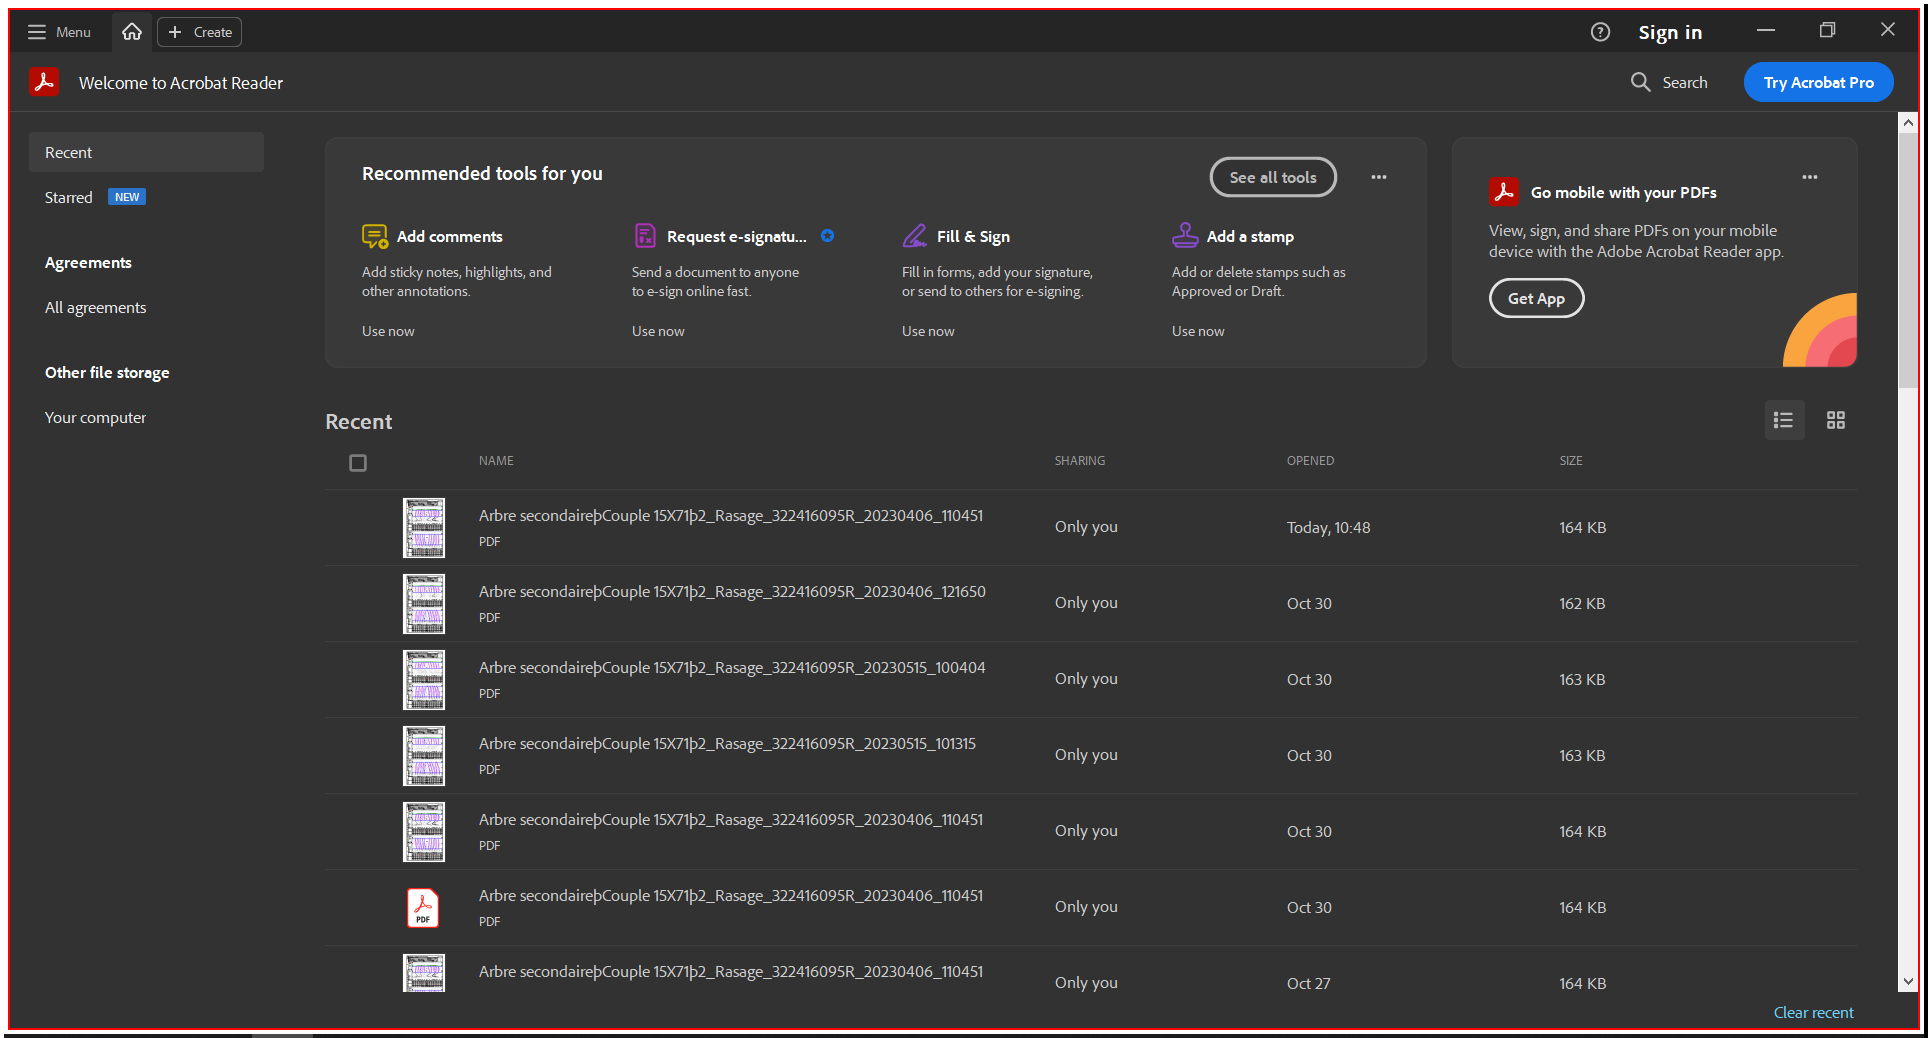 Menu
Create
Sign in
Welcome to Acrobat Reader
Search
Try Acrobat Pro
Recent
Starred NEW
Agreements
All agreements
Other file storage
Your computer
Recommended tools for you
See all tools
Add comments
Add sticky notes, highlights, and
other annotations.
Use now
Request e-signatu...
Send a document to anyone
to e-sign online fast.
Use now
Fill & Sign
Fill in forms, add your signature,
or send to others for e-signing.
Use now
Add a stamp
Add or delete stamps such as
Approved or Draft.
Use now
Go mobile with your PDFs
View, sign, and share PDFs on your mobile
device with the Adobe Acrobat Reader app.
Get App
Recent
NAME SHARING OPENED SIZE
Arbre secondaireþCouple 15X71þ2_Rasage_322416095R_20230406_110451
PDF
Only you Today, 10:48 164 KB
Arbre secondaireþCouple 15X71þ2_Rasage_322416095R_20230406_121650
PDF
Only you Oct 30 162 KB
Arbre secondaireþCouple 15X71þ2_Rasage_322416095R_20230515_100404
PDF
Only you Oct 30 163 KB
Arbre secondaireþCouple 15X71þ2_Rasage_322416095R_20230515_101315
PDF
Only you Oct 30 163 KB
Arbre secondaireþCouple 15X71þ2_Rasage_322416095R_20230406_110451
PDF
Only you Oct 30 164 KB
PDF
Arbre secondaireþCouple 15X71þ2_Rasage_322416095R_20230406_110451
PDF
Only you Oct 30 164 KB
Arbre secondaireþCouple 15X71þ2_Rasage_322416095R_20230406_110451
Only you Oct 27 164 KB
Clear recent